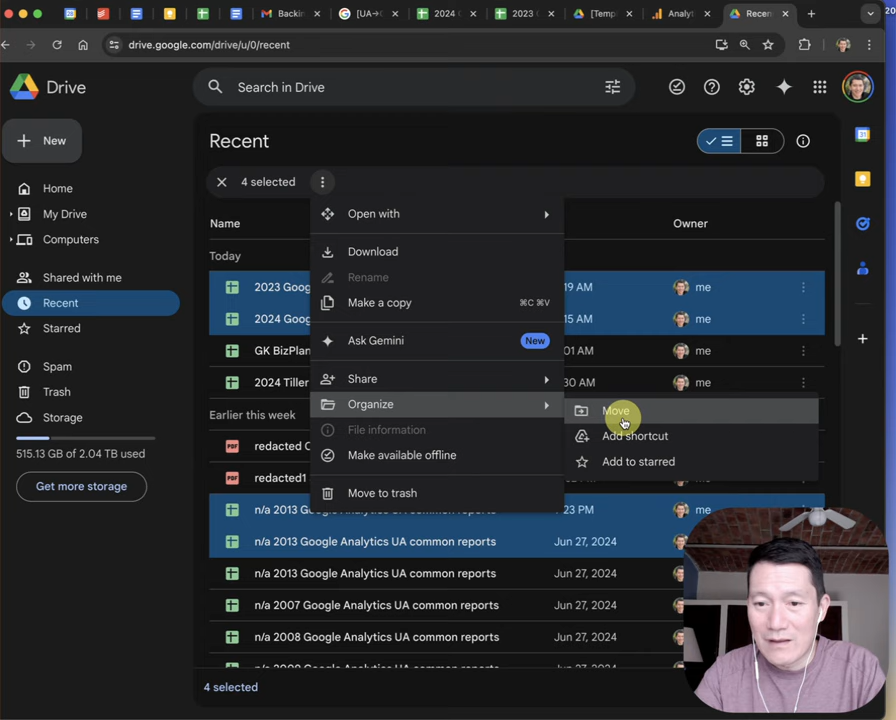 Backin
[UA->G
2024 G
2023 G
[Temp
Analyt
Recen
drive.google.com/drive/u/0/recent
Drive
Search in Drive
New
Recent
4 selected
Home
My Drive
Computers
Shared with me
Recent
Starred
Spam
Trash
Storage
515.13 GB of 2.04 TB used
Get more storage
Name
Owner
Today
2023 Goog
19 AM
me
2024 Goog
15 AM
me
GK BizPlan
01 AM
me
2024 Tiller
30 AM
me
Earlier this week
redacted C
redacted1
n/a 2013 G
:23 PM
me
n/a 2013 Google Analytics UA common reports
Jun 27, 2024
me
n/a 2013 Google Analytics UA common reports
Jun 27, 2024
n/a 2007 Google Analytics UA common reports
Jun 27, 2024
n/a 2008 Google Analytics UA common reports
Jun 27, 2024
4 selected
Open with
Download
Rename
Make a copy
⌘C ⌘V
Ask Gemini
New
Share
Organize
File information
Make available offline
Move to trash
Move
Add shortcut
Add to starred